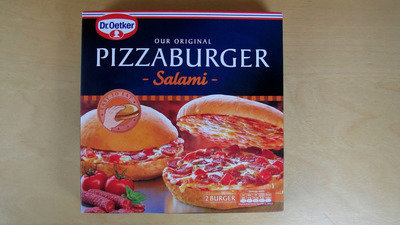 Dr.Oetker
OUR ORIGINAL
PIZZABURGER
- Salami -
2 BURGER